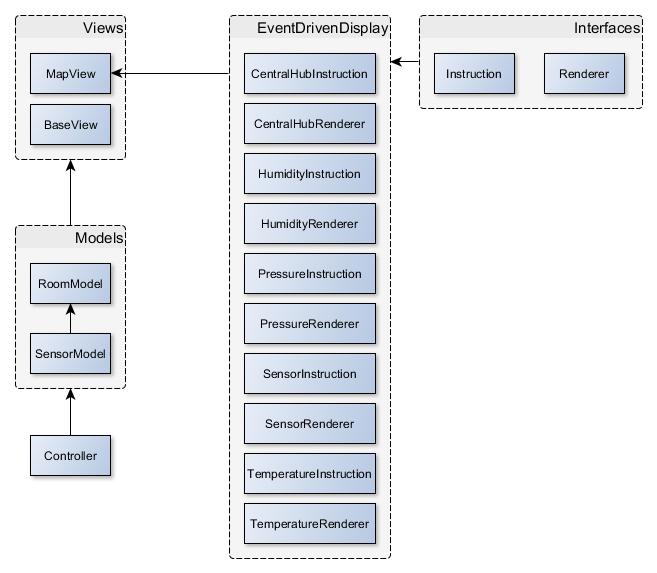 Views
MapView
BaseView
Models
RoomModel
SensorModel
Controller
EventDrivenDisplay
CentralHubInstruction
CentralHubRenderer
HumidityInstruction
HumidityRenderer
PressureInstruction
PressureRenderer
SensorInstruction
SensorRenderer
TemperatureInstruction
TemperatureRenderer
Interfaces
Instruction
Renderer